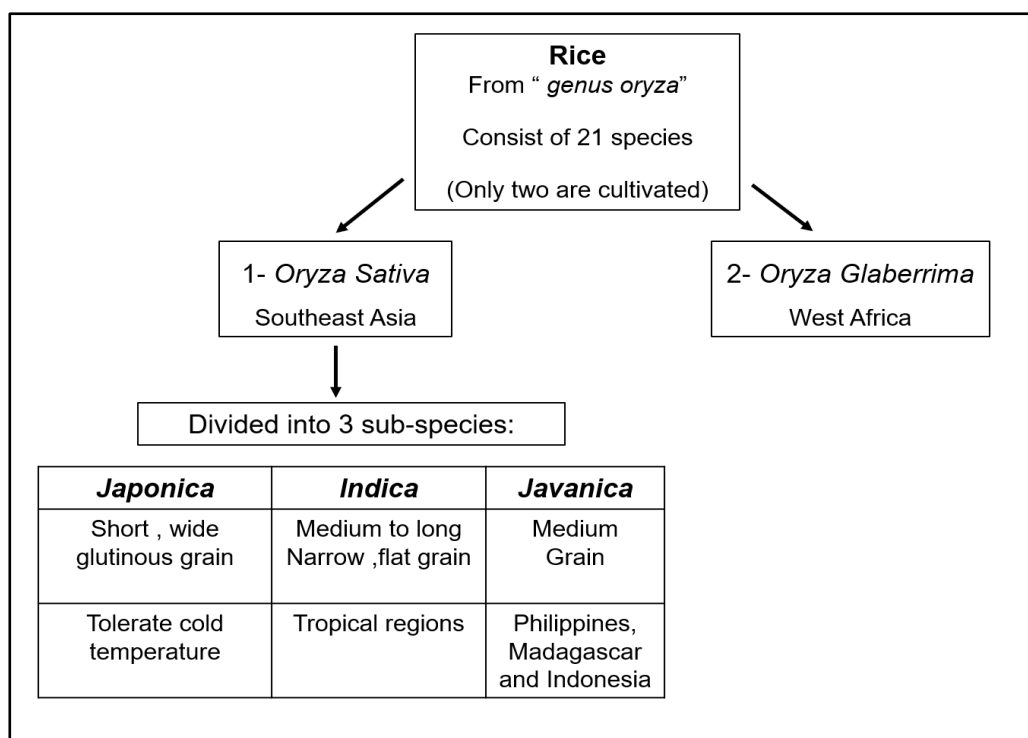 Rice
From “ genus oryza”
Consist of 21 species
(Only two are cultivated)
1- Oryza Sativa
Southeast Asia
2- Oryza Glaberrima
West Africa
Divided into 3 sub-species:
Japonica
Indica
Javanica
Short , wide
glutinous grain
Medium to long
Narrow ,flat grain
Medium
Grain
Tolerate cold
temperature
Tropical regions
Philippines,
Madagascar
and Indonesia